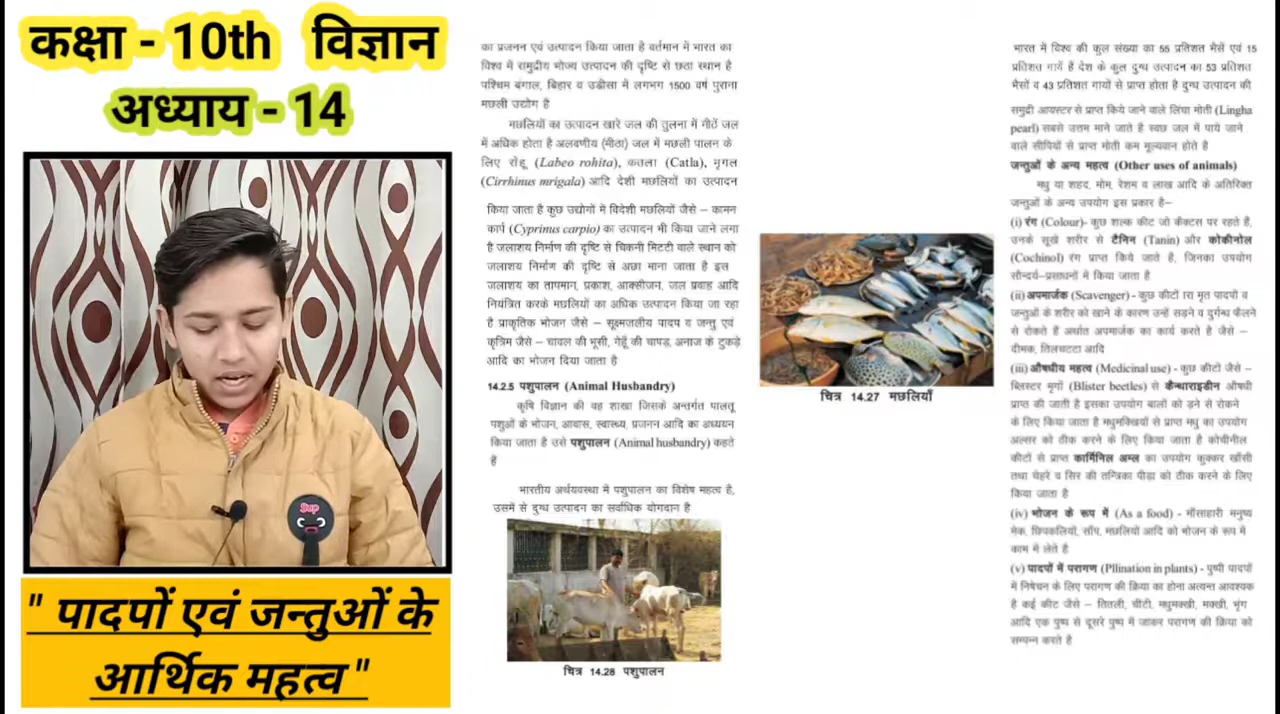 कक्षा - 10th विज्ञान
अध्याय - 14
" पादपों एवं जन्तुओं के
आर्थिक महत्व"
का प्रजनन एवं उत्पादन किया जाता है वर्तमान में भारत का
विश्व में समुद्रीय भोज्य उत्पादन की दृष्टि से छठा स्थान है
पश्चिम बंगाल, बिहार व उडीसा में लगभग 1500 वर्ष पुराना
मछली उद्योग है
मछलियों का उत्पादन खारे जल की तुलना में मीठें जल
में अधिक होता है अलवणीय (मीठा) जल में मछली पालन के
लिए रोहू (Labeo rohita), कतला (Catla), मृगल
(Cirrhinus mrigala) आदि देशी मछलियों का उत्पादन
किया जाता है कुछ उद्योगों में विदेशी मछलियों जैसे – कामन
कार्प (Cyprinus carpio) का उत्पादन भी किया जाने लगा
है जलाशय निर्माण की दृष्टि से चिकनी मिटटी वाले स्थान को
जलाशय निर्माण की दृष्टि से अछा माना जाता है इस
जलाशय का तापमान, प्रकाश, आक्सीजन, जल प्रवाह आदि
नियंत्रित करके मछलियों का अधिक उत्पादन किया जा रहा
है प्राकृतिक भोजन जैसे – सूक्ष्मजलीय पादप व जन्तु एवं
कृत्रिम जैसे – चावल की भूसी, गेहूँ की चापड़, अनाज के टुकड़े
आदि का भोजन दिया जाता है
14.2.5 पशुपालन (Animal Husbandry)
कृषि विज्ञान की वह शाखा जिसके अन्तर्गत पालतू
पशुओं के भोजन, आवास, स्वास्थ्य, प्रजनन आदि का अध्ययन
किया जाता है उसे पशुपालन (Animal husbandry) कहते
हैं
भारतीय अर्थयवस्था में पशुपालन का विशेष महत्व है,
उसमें से दुग्ध उत्पादन का सर्वाधिक योगदान है
चित्र 14.28 पशुपालन
चित्र 14.27 मछलियाँ
भारत में विश्व की कुल संख्या का 55 प्रतिशत भैसें एवं 15
प्रतिशत गायें हैं देश के कुल दुग्ध उत्पादन का 53 प्रतिशत
भैसों व 43 प्रतिशत गायों से प्राप्त होता है दुग्ध उत्पादन की
समुद्री आयस्टर से प्राप्त किये जाने वाले लिंघा मोती (Lingha
pearl) सबसे उत्तम माने जाते है स्वछ जल में पाये जाने
वाले सीपियों से प्राप्त मोती कम मूल्यवान होते है
जन्तुओं के अन्य महत्व (Other uses of animals)
मधु या शहद, मोम, रेशम व लाख आदि के अतिरिक्त
जन्तुओं के अन्य उपयोग इस प्रकार है–
(i) रंग (Colour)- कुछ शल्क कीट जो कैक्टस पर रहते हैं,
उनके सूखे शरीर से टैनिन (Tanin) और कोकीनोल
(Cochinol) रंग प्राप्त किये जाते है, जिनका उपयोग
सौन्दर्य–प्रसाधनों में किया जाता है
(ii) अपमार्जक (Scavenger) - कुछ कीटों ारा मृत पादपों व
जन्तुओं के शरीर को खाने के कारण उन्हें सड़ने व दुर्गन्ध फैलने
से रोकते हैं अर्थात अपमार्जक का कार्य करते है जैसे –
दीमक, तिलचटटा आदि
(iii) औषधीय महत्व (Medicinal use) - कुछ कीटो जैसे –
ब्लिस्टर भृगों (Blister beetles) से कैन्थाराइडीन औषधी
प्राप्त की जाती है इसका उपयोग बालों को ड़ने से रोकने
के लिए किया जाता है मधुमक्खियों से प्राप्त मधु का उपयोग
अल्सर को ठीक करने के लिए किया जाता है कोचीनील
कीटों से प्राप्त कार्मिनिल अम्ल का उपयोग कुक्कर खाँसी
तथा चेहरे व सिर की तन्त्रिका पीड़ा को ठीक करने के लिए
किया जाता है
(iv) भोजन के रूप में (As a food) - माँसाहारी मनुष्य
मेंक, छिपकलियों, साँप, मछलियों आदि को भोजन के रूप में
काम में लेते है
(v) पादपों में परागण (Pllination in plants) - पुष्पी पादपों
में निषेचन के लिए परागण की क्रिया का होना अत्यन्त आवश्यक
है कई कीट जैसे – तितली, चींटी, मधुमक्खी, मक्खी, भृंग
आदि एक पुष्प से दूसरे पुष्प में जाकर परागण की क्रिया को
सम्पन्न करते है